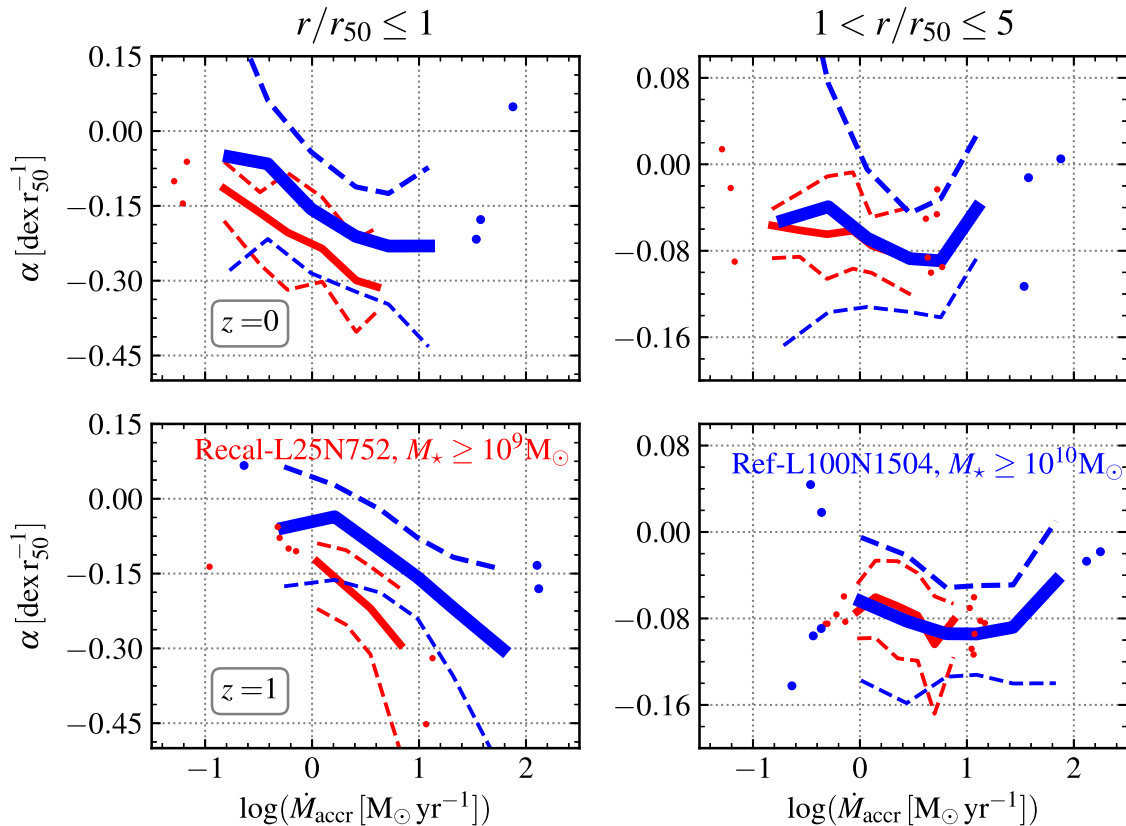 r/r₅₀ ≤ 1
1 < r/r₅₀ ≤ 5
0.15
0.00
−0.15
−0.30
−0.45
α [dex r₅₀⁻¹]
z = 0
0.08
0.00
−0.08
−0.16
0.15
0.00
−0.15
−0.30
−0.45
α [dex r₅₀⁻¹]
Recal-L25N752, M⋆ ≥ 10⁹M⊙
z = 1
0.08
0.00
−0.08
−0.16
Ref-L100N1504, M⋆ ≥ 10¹⁰M⊙
−1 0 1 2
−1 0 1 2
log(Ṁaccr [M⊙ yr⁻¹])
log(Ṁaccr [M⊙ yr⁻¹])